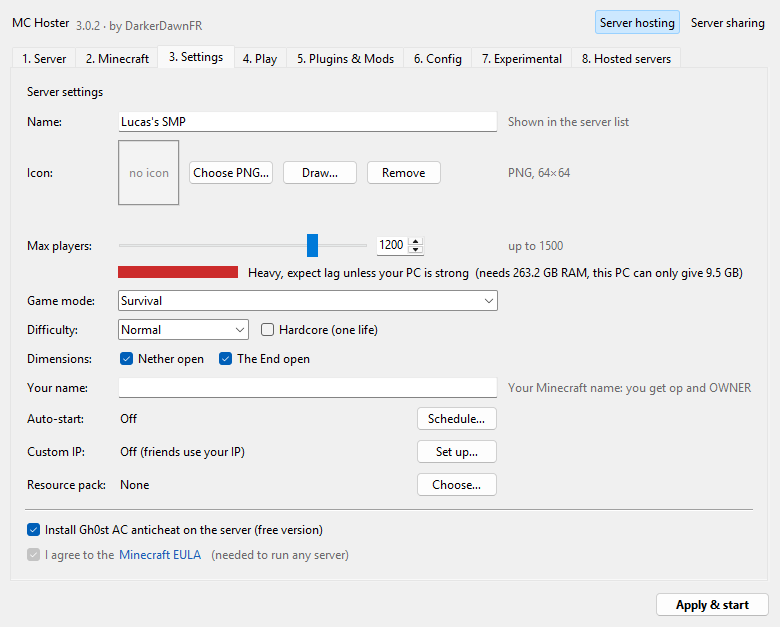 MC Hoster 3.0.2 · by DarkerDawnFR Server hosting Server sharing
1. Server 2. Minecraft 3. Settings 4. Play 5. Plugins & Mods 6. Config 7. Experimental 8. Hosted servers
Server settings
Name: Lucas's SMP Shown in the server list
Icon: no icon Choose PNG... Draw... Remove PNG, 64×64
Max players: 1200 up to 1500
Heavy, expect lag unless your PC is strong (needs 263.2 GB RAM, this PC can only give 9.5 GB)
Game mode: Survival
Difficulty: Normal Hardcore (one life)
Dimensions: Nether open The End open
Your name: Your Minecraft name: you get op and OWNER
Auto-start: Off Schedule...
Custom IP: Off (friends use your IP) Set up...
Resource pack: None Choose...
Install Gh0st AC anticheat on the server (free version)
I agree to the Minecraft EULA (needed to run any server)
Apply & start